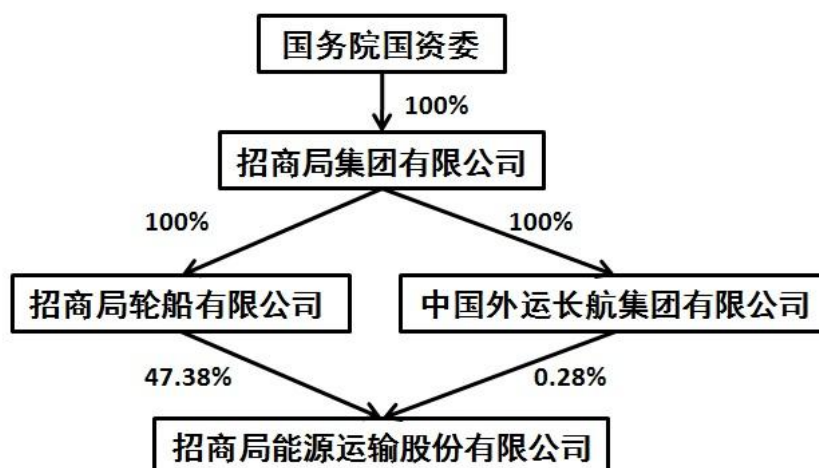 国务院国资委
100%
招商局集团有限公司
100%
100%
招商局轮船有限公司
中国外运长航集团有限公司
47.38%
0.28%
招商局能源运输股份有限公司